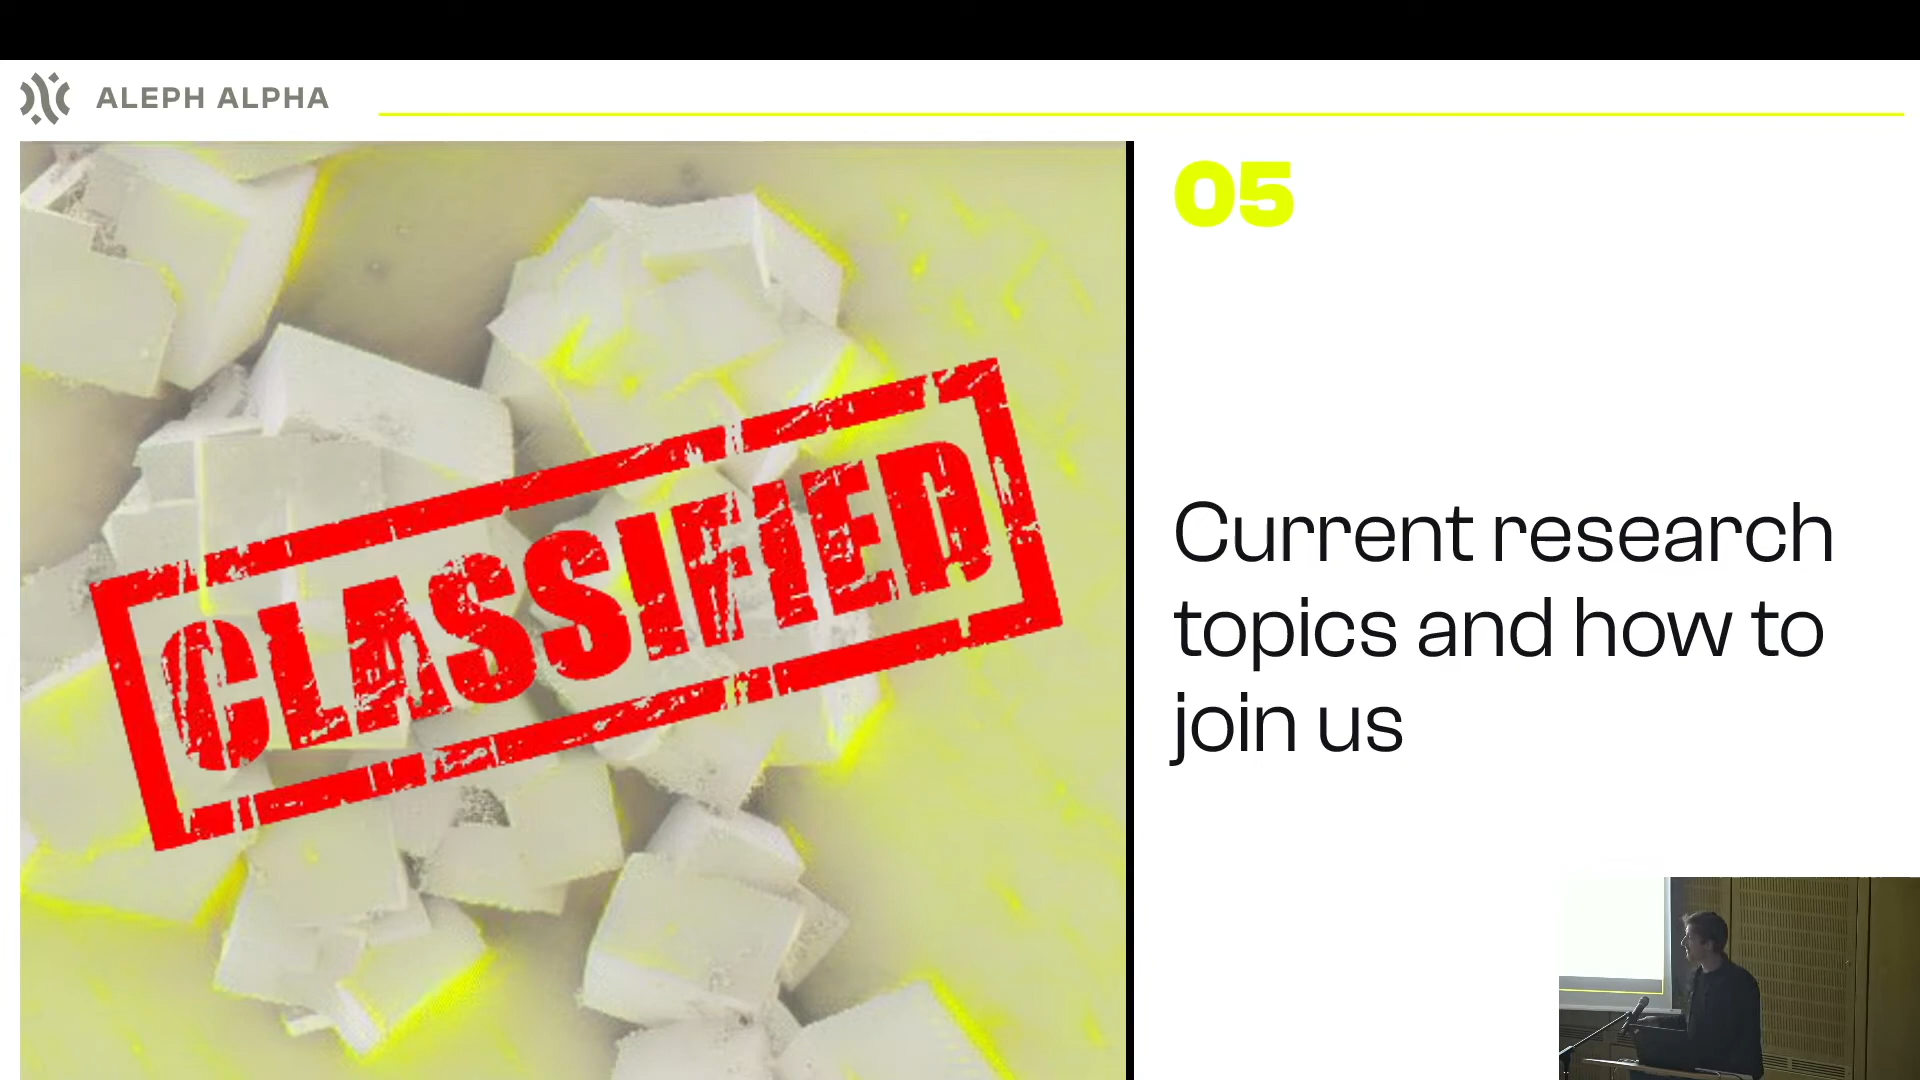 ALEPH ALPHA
CLASSIFIED
05
Current research
topics and how to
join us